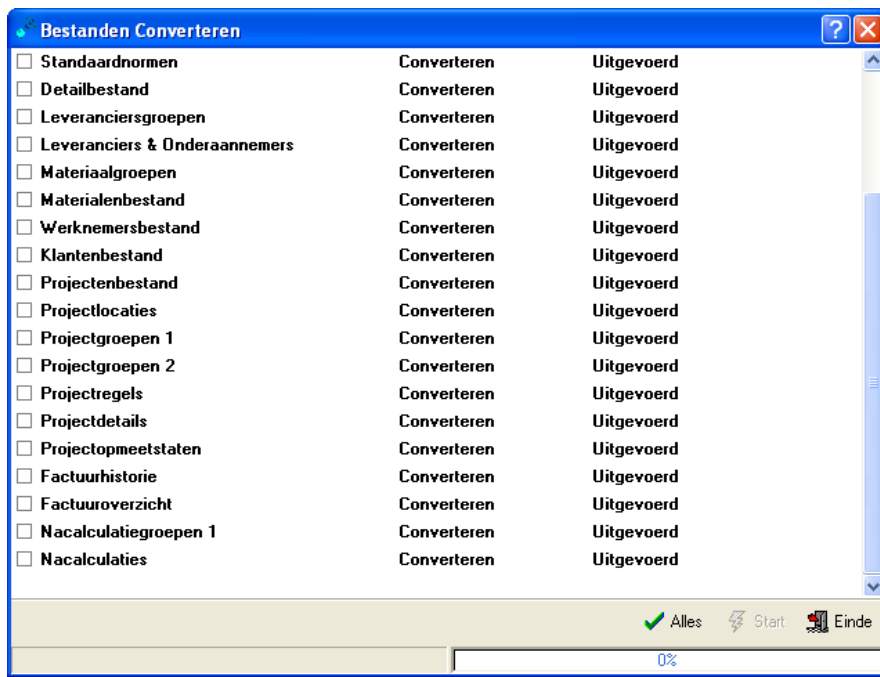 Bestanden Converteren
Standaardnormen Converteren Uitgevoerd
Detailbestand Converteren Uitgevoerd
Leveranciersgroepen Converteren Uitgevoerd
Leveranciers & Onderaannemers Converteren Uitgevoerd
Materiaalgroepen Converteren Uitgevoerd
Materialenbestand Converteren Uitgevoerd
Werknemersbestand Converteren Uitgevoerd
Klantenbestand Converteren Uitgevoerd
Projectenbestand Converteren Uitgevoerd
Projectlocaties Converteren Uitgevoerd
Projectgroepen 1 Converteren Uitgevoerd
Projectgroepen 2 Converteren Uitgevoerd
Projectregels Converteren Uitgevoerd
Projectdetails Converteren Uitgevoerd
Projectopmeetstaten Converteren Uitgevoerd
Factuurhistorie Converteren Uitgevoerd
Factuuroverzicht Converteren Uitgevoerd
Nacalculatiegroepen 1 Converteren Uitgevoerd
Nacalculaties Converteren Uitgevoerd
Alles Start Einde
0%